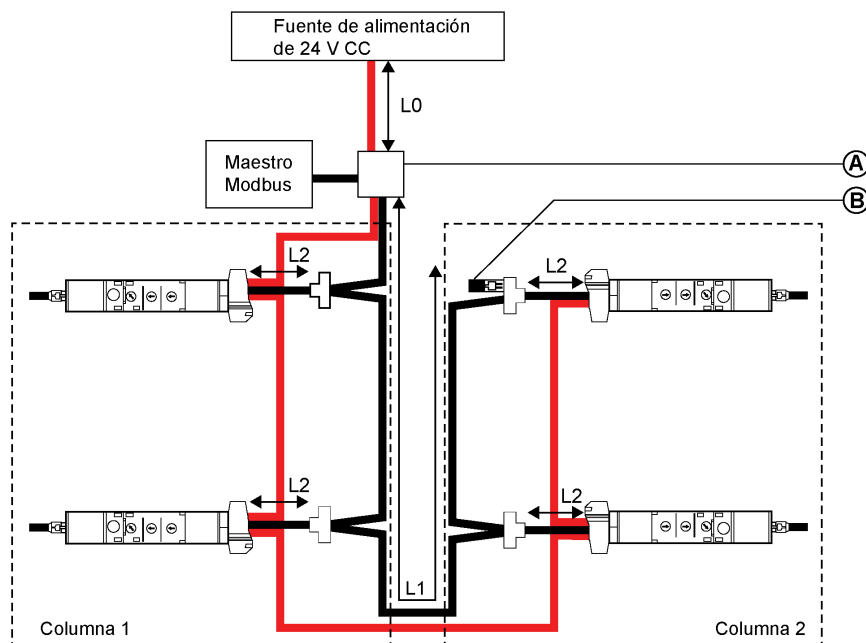 Fuente de alimentación
de 24 V CC
L0
Maestro
Modbus
A
B
L2
L2
L2
L2
L1
Columna 1
Columna 2